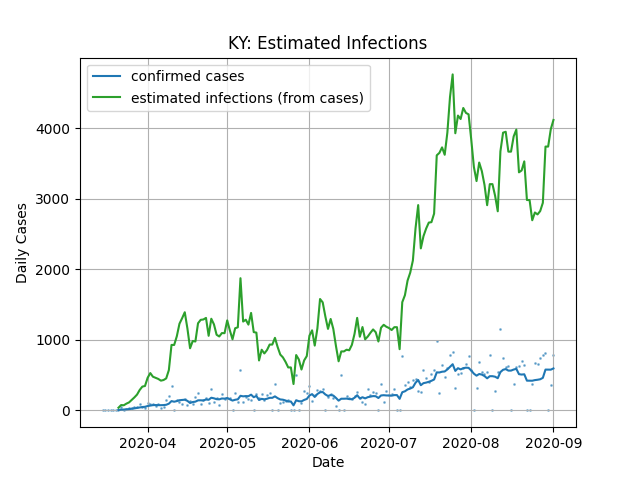 KY: Estimated Infections
confirmed cases
estimated infections (from cases)
4000
3000
2000
1000
0
Daily Cases
2020-04 2020-05 2020-06 2020-07 2020-08 2020-09
Date